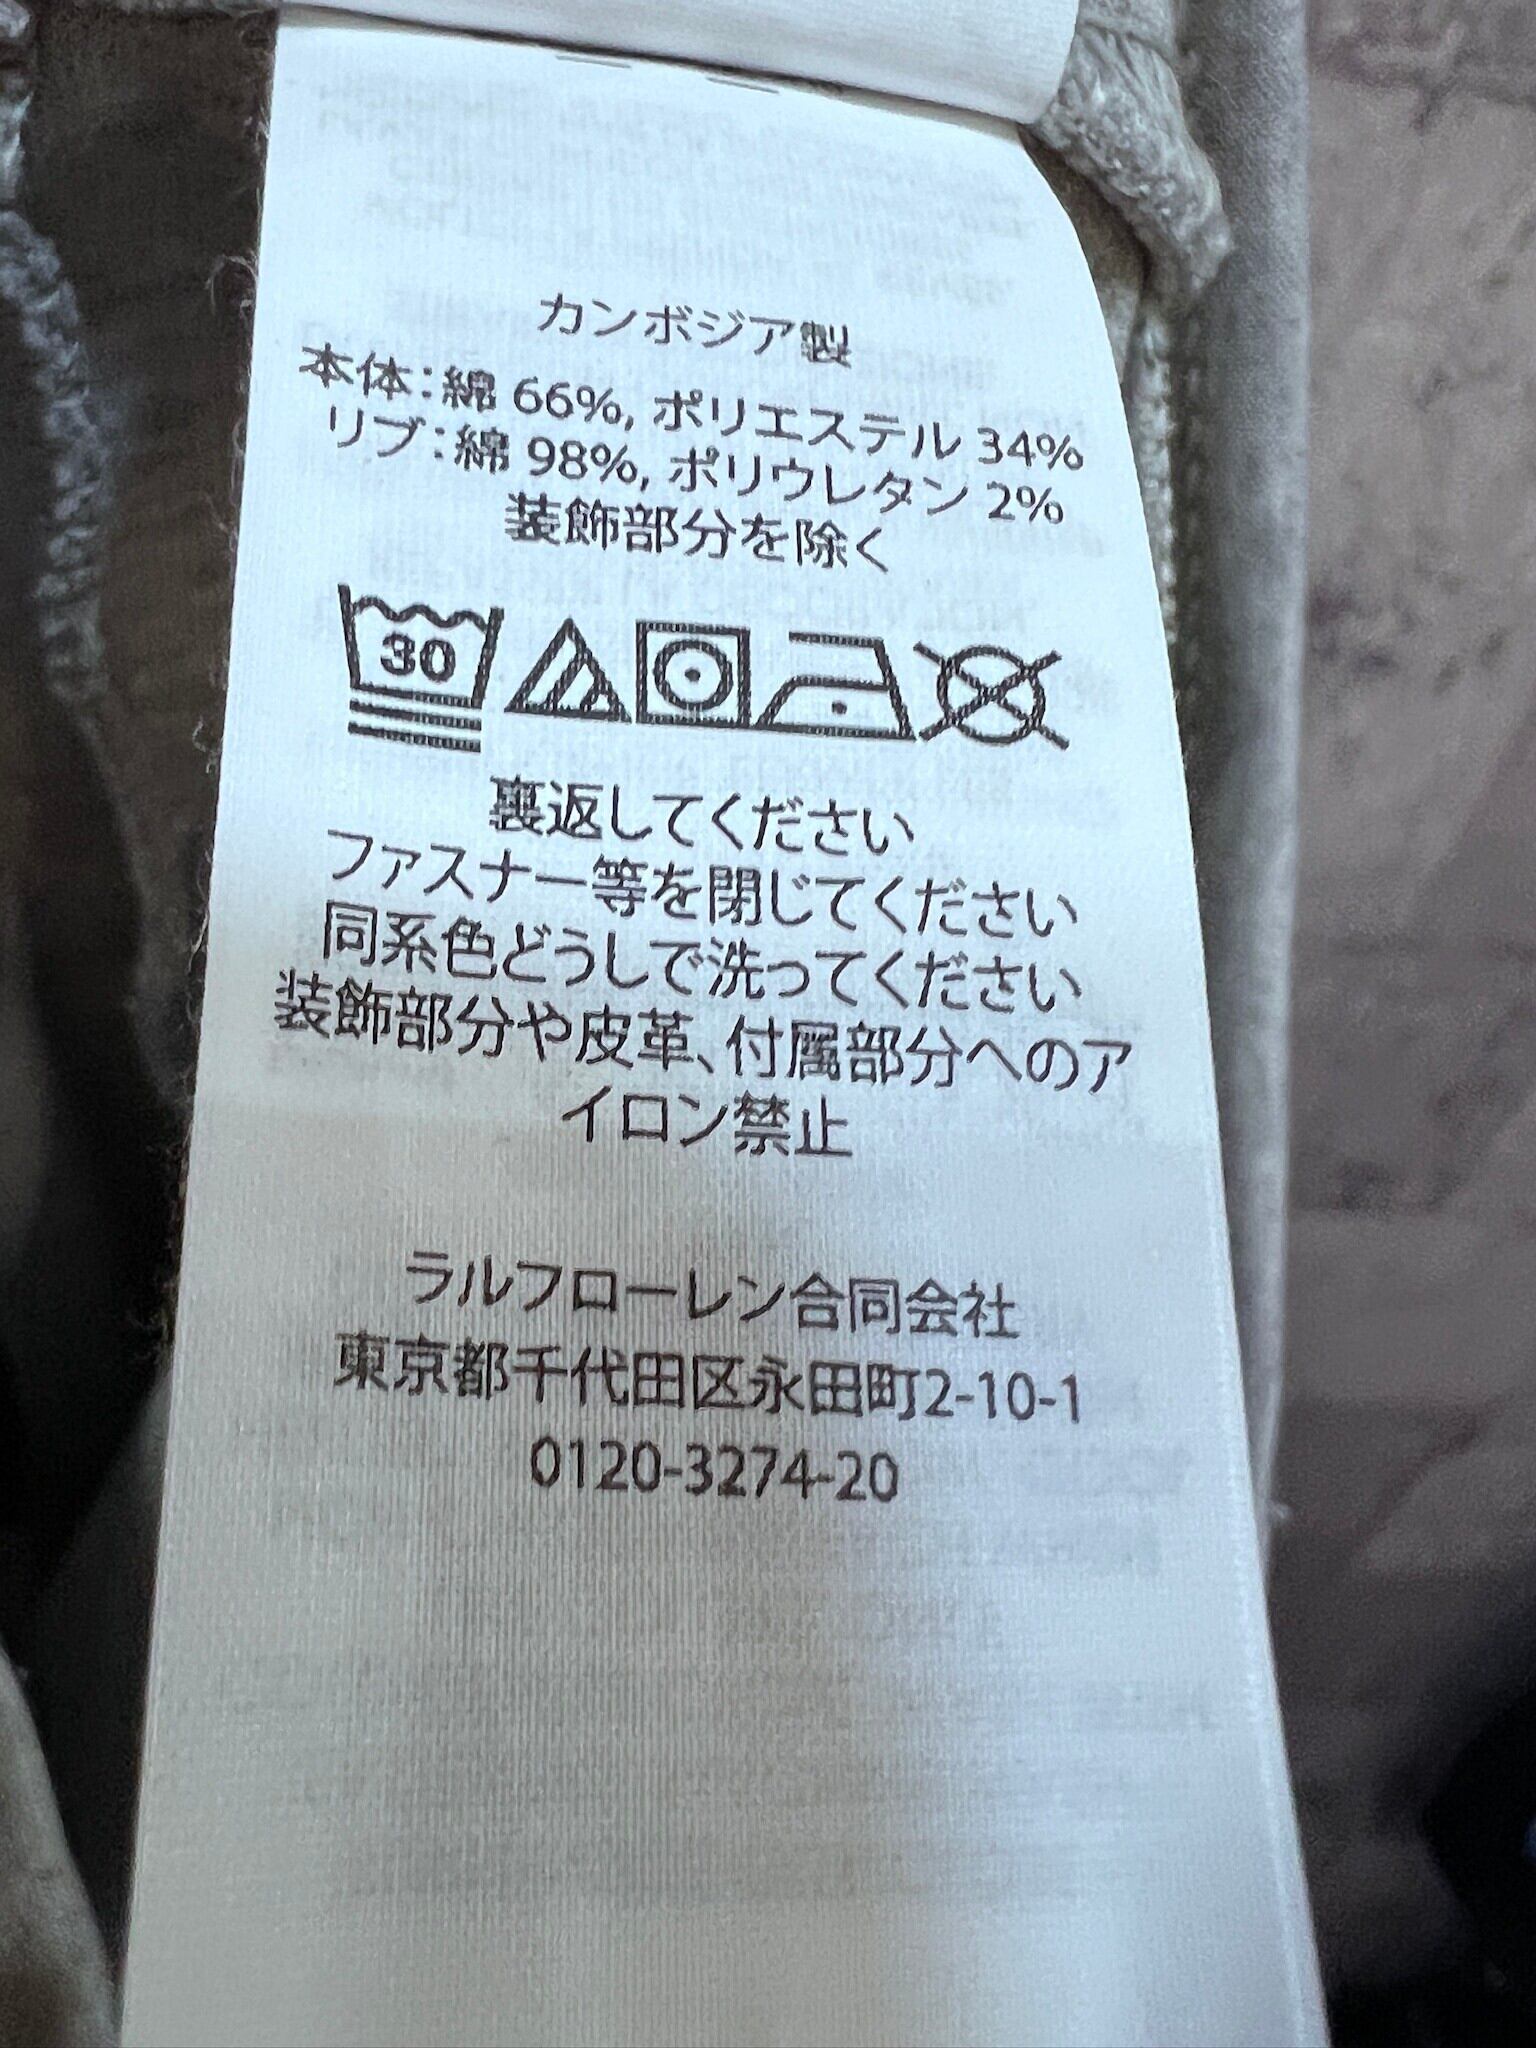 カンボジア製
本体：綿 66%, ポリエステル 34%
リブ：綿 98%, ポリウレタン 2%
装飾部分を除く
30
裏返してください
ファスナー等を閉じてください
同系色どうしで洗ってください
装飾部分や皮革、付属部分へのア
イロン禁止
ラルフローレン合同会社
東京都千代田区永田町2-10-1
0120-3274-20